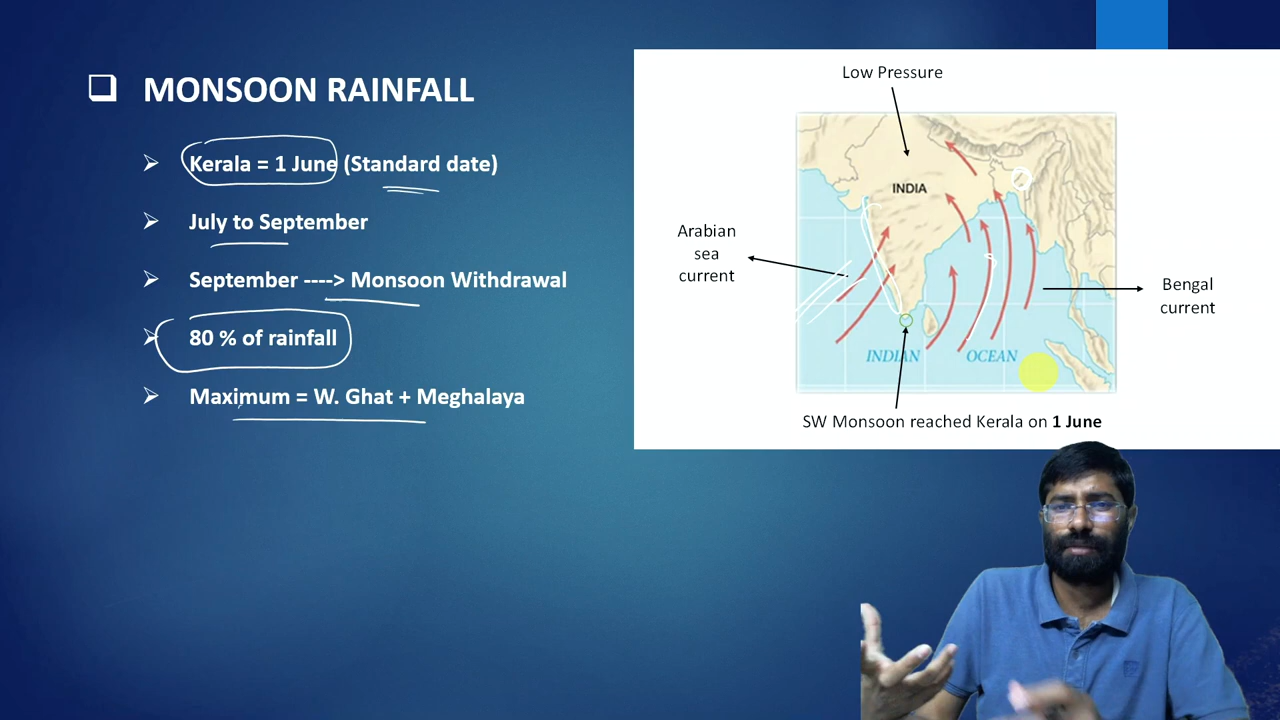 MONSOON RAINFALL
Kerala = 1 June (Standard date)
July to September
September ----> Monsoon Withdrawal
80 % of rainfall
Maximum = W. Ghat + Meghalaya
Low Pressure
INDIA
Arabian
sea
current
Bengal
current
INDIAN OCEAN
SW Monsoon reached Kerala on 1 June